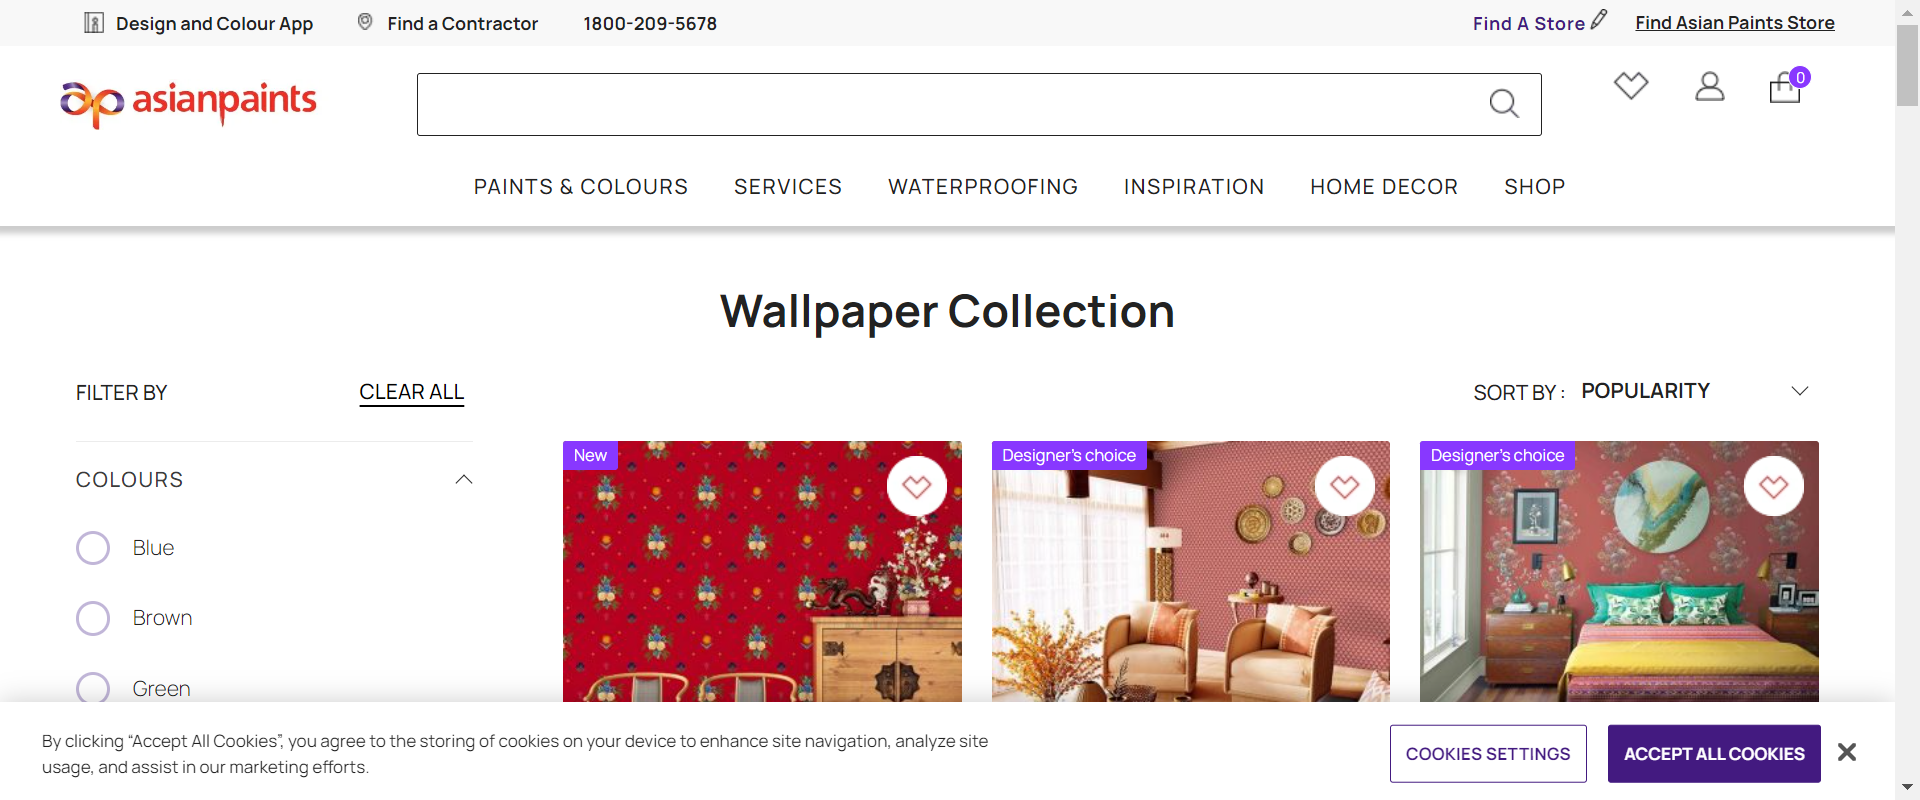 Design and Colour App
Find a Contractor
1800-209-5678
Find A Store
Find Asian Paints Store
asianpaints
0
PAINTS & COLOURS
SERVICES
WATERPROOFING
INSPIRATION
HOME DECOR
SHOP
Wallpaper Collection
FILTER BY
CLEAR ALL
SORT BY :
POPULARITY
COLOURS
Blue
Brown
Green
New
Designer's choice
Designer's choice
By clicking “Accept All Cookies”, you agree to the storing of cookies on your device to enhance site navigation, analyze site
usage, and assist in our marketing efforts.
COOKIES SETTINGS
ACCEPT ALL COOKIES